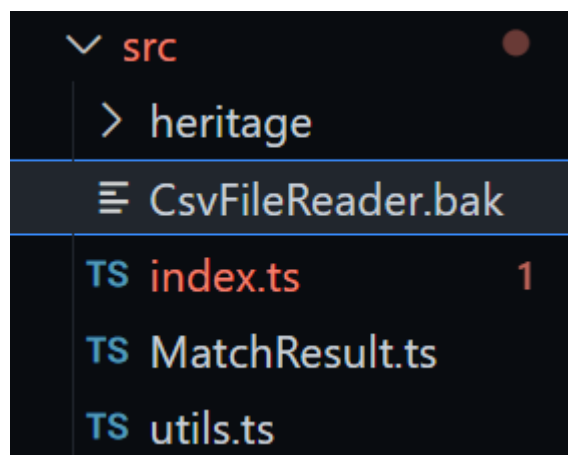 src
heritage
CsvFileReader.bak
TS index.ts 1
TS MatchResult.ts
TS utils.ts